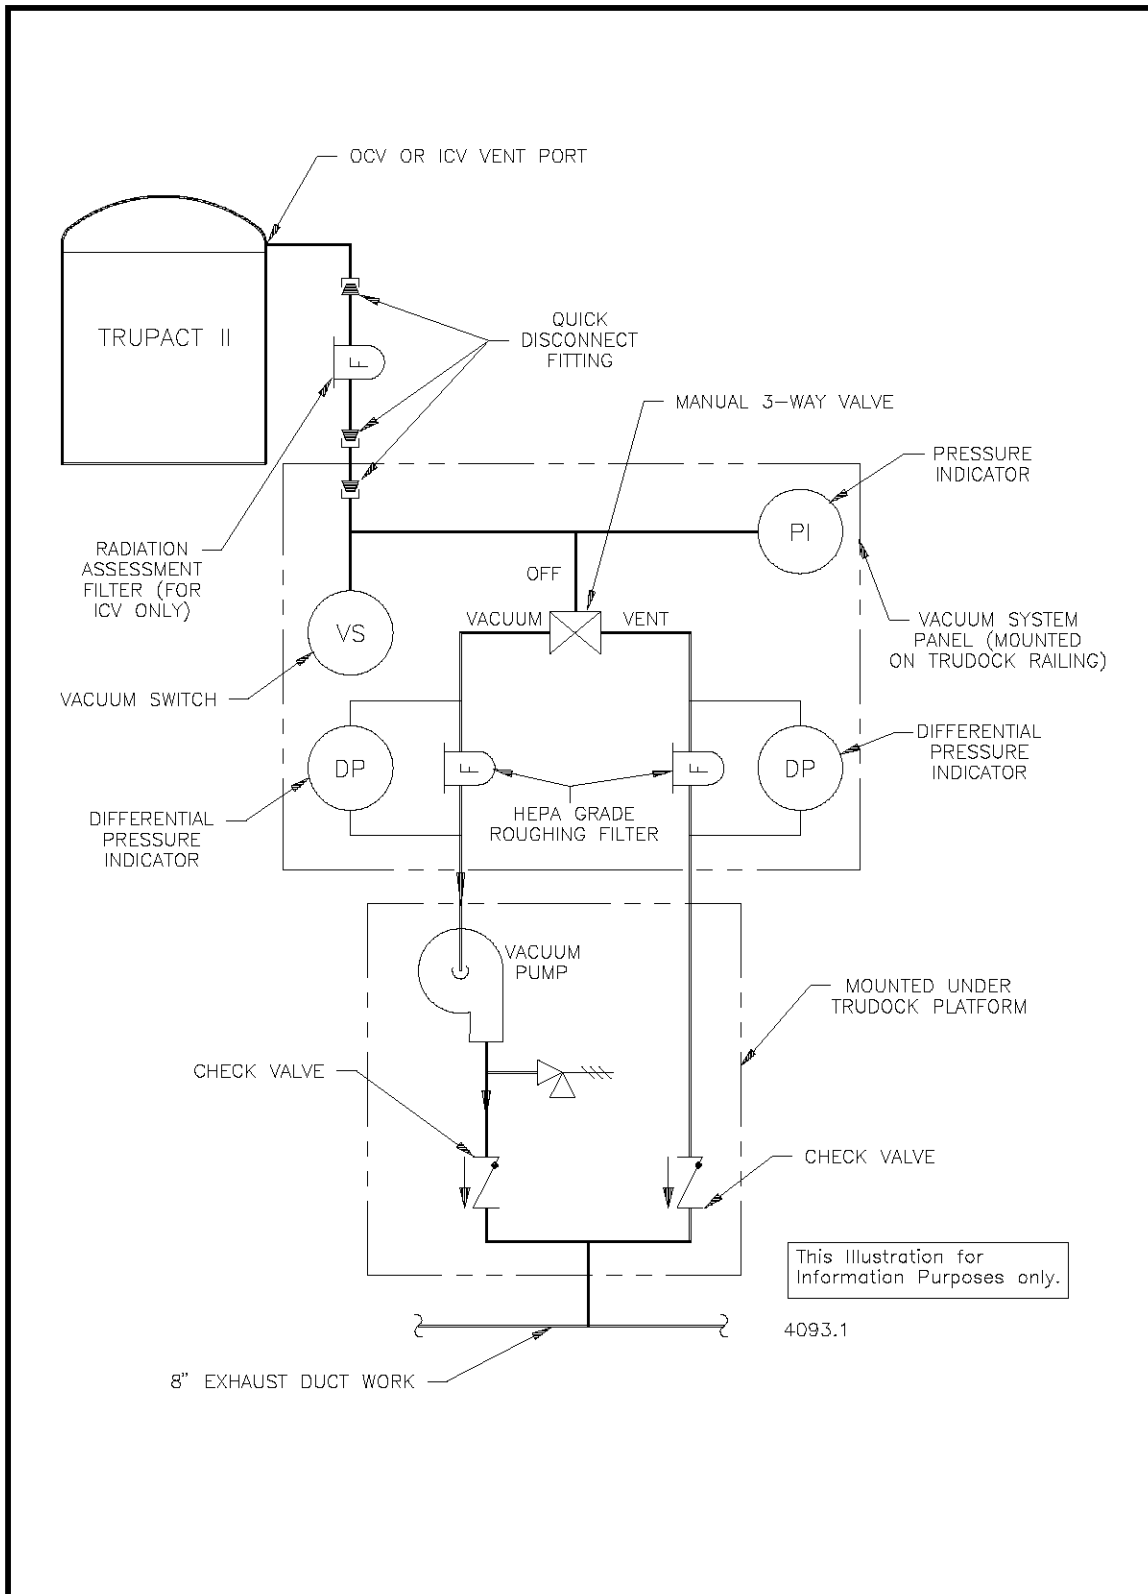 OCV OR ICV VENT PORT
TRUPACT II
QUICK
DISCONNECT
FITTING
F
MANUAL 3-WAY VALVE
PRESSURE
INDICATOR
PI
RADIATION
ASSESSMENT
FILTER (FOR
ICV ONLY)
OFF
VACUUM
VENT
VS
VACUUM SYSTEM
PANEL (MOUNTED
ON TRUDOCK RAILING)
VACUUM SWITCH
DIFFERENTIAL
PRESSURE
INDICATOR
DP
F
F
DP
HEPA GRADE
ROUGHING FILTER
DIFFERENTIAL
PRESSURE
INDICATOR
VACUUM
PUMP
MOUNTED UNDER
TRUDOCK PLATFORM
CHECK VALVE
CHECK VALVE
This Illustration for
Information Purposes only.
4093.1
8" EXHAUST DUCT WORK